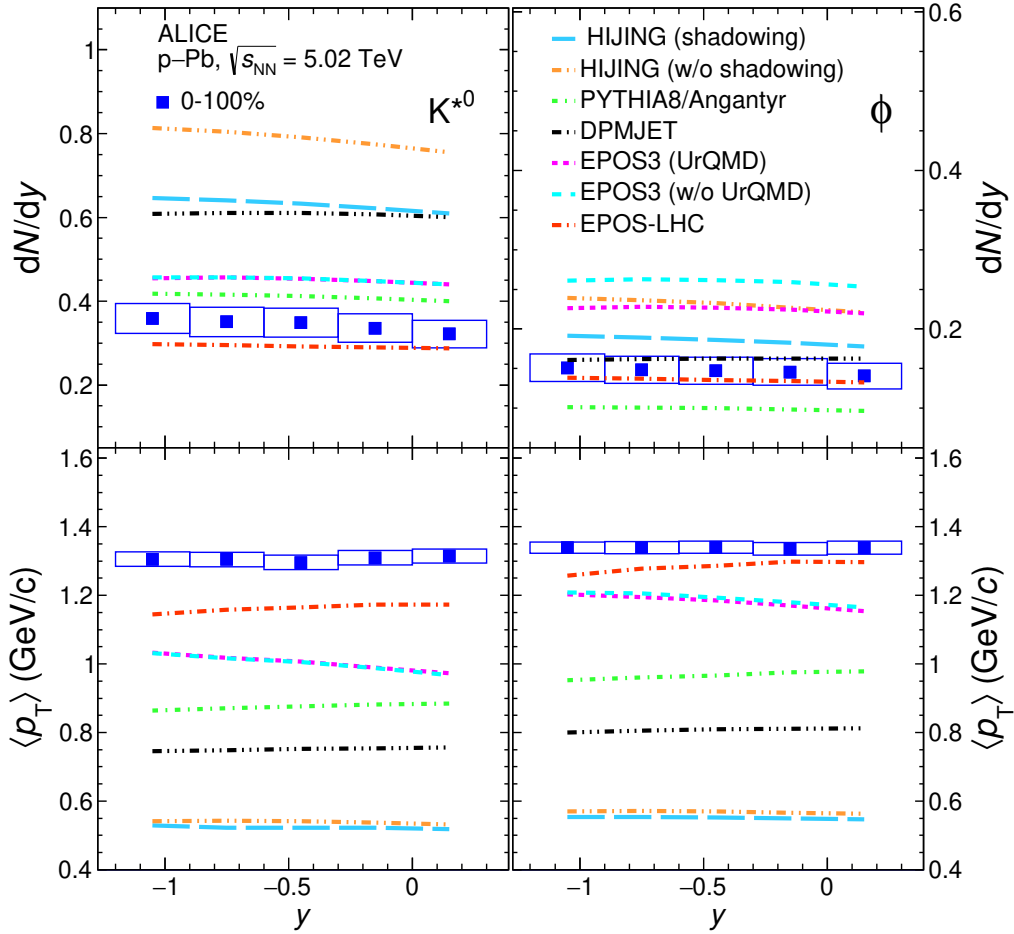 ALICE
p–Pb, √s_NN = 5.02 TeV
0-100%
K*0
HIJING (shadowing)
HIJING (w/o shadowing)
PYTHIA8/Angantyr
DPMJET
EPOS3 (UrQMD)
EPOS3 (w/o UrQMD)
EPOS-LHC
ϕ
dN/dy
1
0.8
0.6
0.4
0.2
dN/dy
0.6
0.4
0.2
⟨p_T⟩ (GeV/c)
1.6
1.4
1.2
1
0.8
0.6
0.4
⟨p_T⟩ (GeV/c)
1.6
1.4
1.2
1
0.8
0.6
0.4
−1 −0.5 0
y
−1 −0.5 0
y